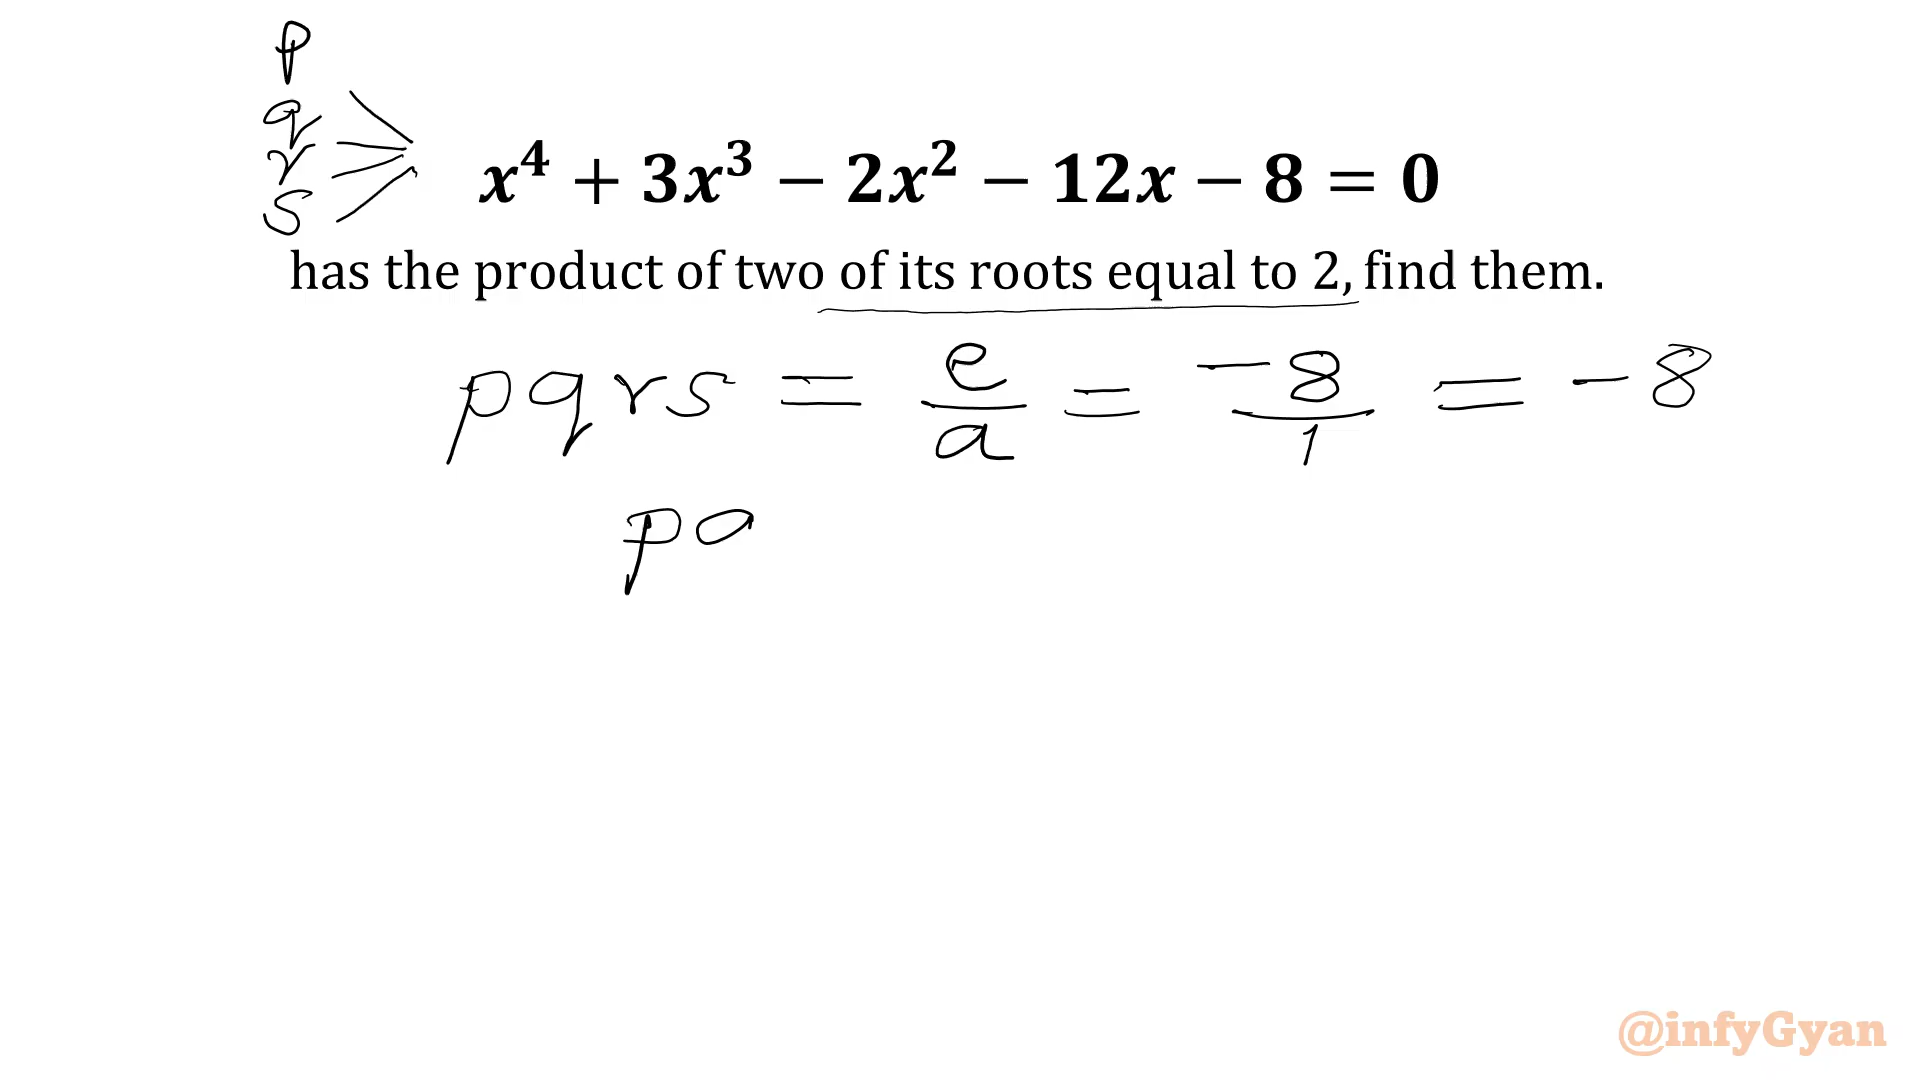 p
q
r
s
x⁴ + 3x³ − 2x² − 12x − 8 = 0
has the product of two of its roots equal to 2, find them.
pqrs = e/a = -8/1 = -8
p
@infyGyan